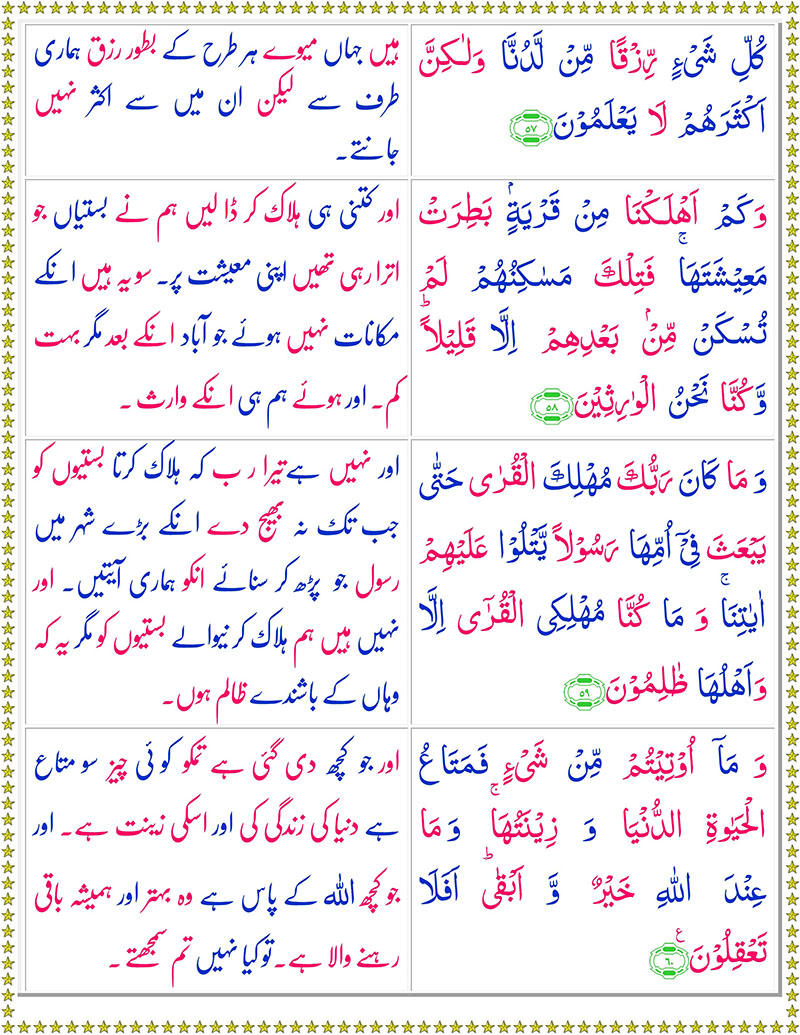 كُلِّ شَیْءٍ رِّزْقًا مِّنْ لَّدُنَّا وَلٰكِنَّ
اَكْثَرَهُمْ لَا یَعْلَمُوْنَ ۵۷
ہیں جہاں میوے ہر طرح کے بطور رزق ہماری
طرف سے لیکن ان میں سے اکثر نہیں
جانتے۔
وَكَمْ اَهْلَكْنَا مِنْ قَرْیَةٍۭ بَطِرَتْ
مَعِیْشَتَهَا ۚ فَتِلْكَ مَسٰكِنُهُمْ لَمْ
تُسْكَنْ مِّنْۢ بَعْدِهِمْ اِلَّا قَلِیْلًا ؕ
وَّكُنَّا نَحْنُ الْوٰرِثِیْنَ ۵۸
اور کتنی ہی ہلاک کر ڈالیں ہم نے بستیاں جو
اترا رہی تھیں اپنی معیشت پر۔ سو یہ ہیں انکے
مکانات نہیں ہوئے جو آباد انکے بعد مگر بہت
کم۔ اور ہوئے ہم ہی انکے وارث ۔
وَ مَا كَانَ رَبُّكَ مُهْلِكَ الْقُرٰی حَتّٰی
یَبْعَثَ فِیْۤ اُمِّهَا رَسُوْلًا یَّتْلُوْا عَلَیْهِمْ
اٰیٰتِنَا ۚ وَ مَا كُنَّا مُهْلِكِی الْقُرٰۤی اِلَّا
وَاَهْلُهَا ظٰلِمُوْنَ ۵۹
اور نہیں ہے تیرا رب کہ ہلاک کرتا بستیوں کو
جب تک نہ بھیج دے انکے بڑے شہر میں
رسول جو پڑھ کر سنائے انکو ہماری آیتیں۔ اور
نہیں ہیں ہم ہلاک کرنیوالے بستیوں کو مگر یہ کہ
وہاں کے باشندے ظالم ہوں۔
وَ مَاۤ اُوْتِیْتُمْ مِّنْ شَیْءٍ فَمَتَاعُ
الْحَیٰوةِ الدُّنْیَا وَ زِیْنَتُهَا ۚ وَمَا
عِنْدَ اللّٰهِ خَیْرٌ وَّ اَبْقٰی ؕ اَفَلَا
تَعْقِلُوْنَ ۶۰ ع
اور جو کچھ دی گئی ہے تمکو کوئی چیز سو متاع
ہے دنیا کی زندگی کی اور اسکی زینت ہے۔ اور
جو کچھ اللہ کے پاس ہے وہ بہتر اور ہمیشہ باقی
رہنے والا ہے۔ تو کیا نہیں تم سمجھتے ۔